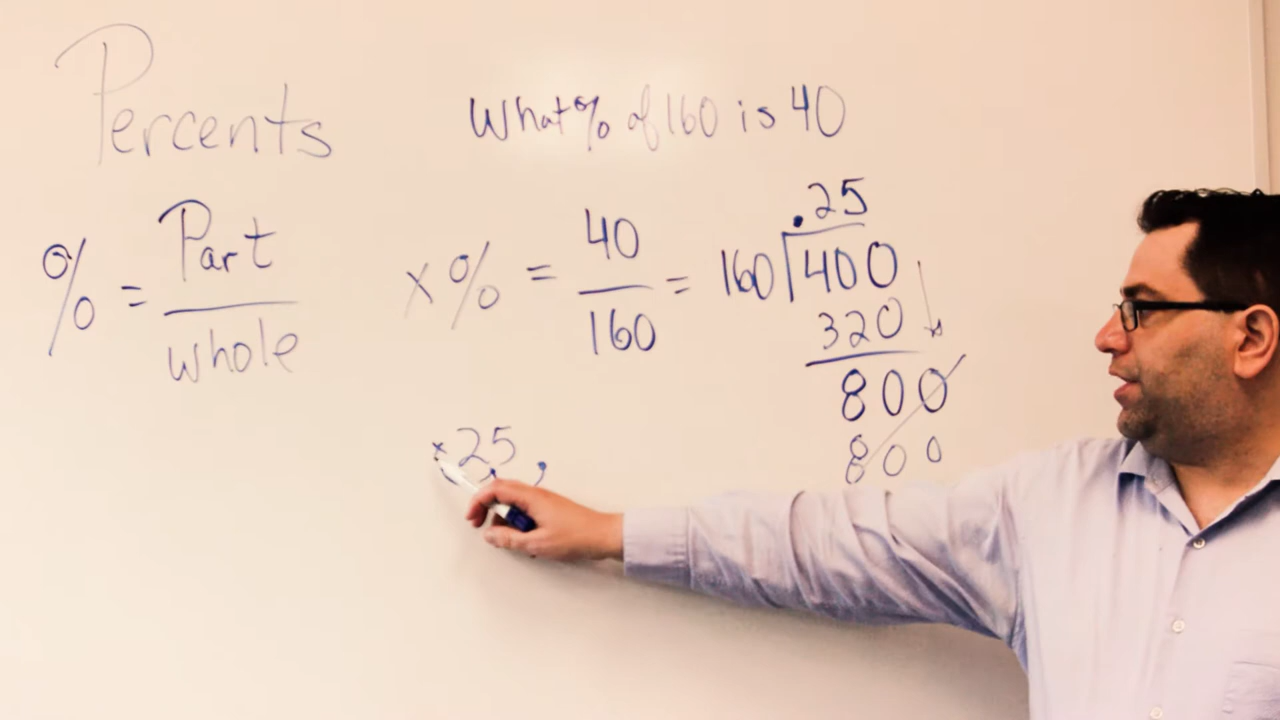 Percents
What % of 160 is 40
% = Part / whole
x % = 40 / 160 = 160 400
.25
320
800
800
.25